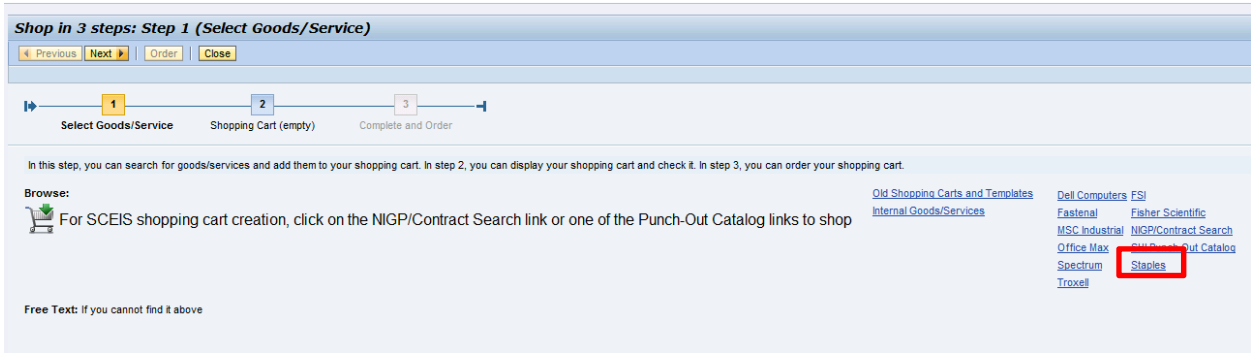 Shop in 3 steps: Step 1 (Select Goods/Service)
Previous Next Order Close
1 2 3
Select Goods/Service Shopping Cart (empty) Complete and Order
In this step, you can search for goods/services and add them to your shopping cart. In step 2, you can display your shopping cart and check it. In step 3, you can order your shopping cart.
Browse:
For SCEIS shopping cart creation, click on the NIGP/Contract Search link or one of the Punch-Out Catalog links to shop
Old Shopping Carts and Templates
Internal Goods/Services
Dell Computers FSI
Fastenal Fisher Scientific
MSC Industrial NIGP/Contract Search
Office Max Punch-Out Catalog
Spectrum Staples
Troxell
Free Text: If you cannot find it above